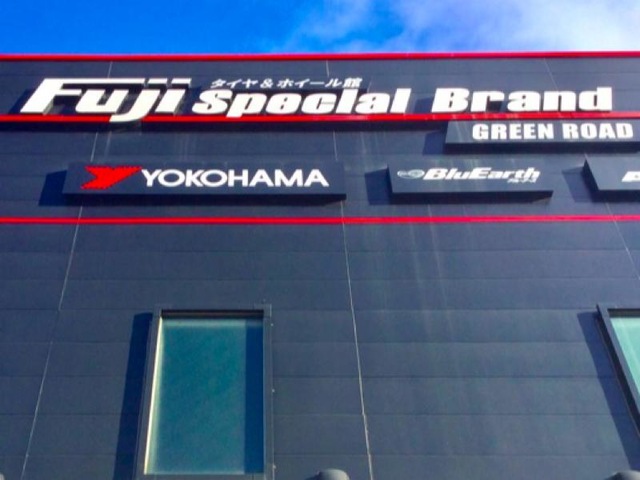 タイヤ&ホイール館
Fuji Special Brand
GREEN ROAD
YOKOHAMA
BluEarth